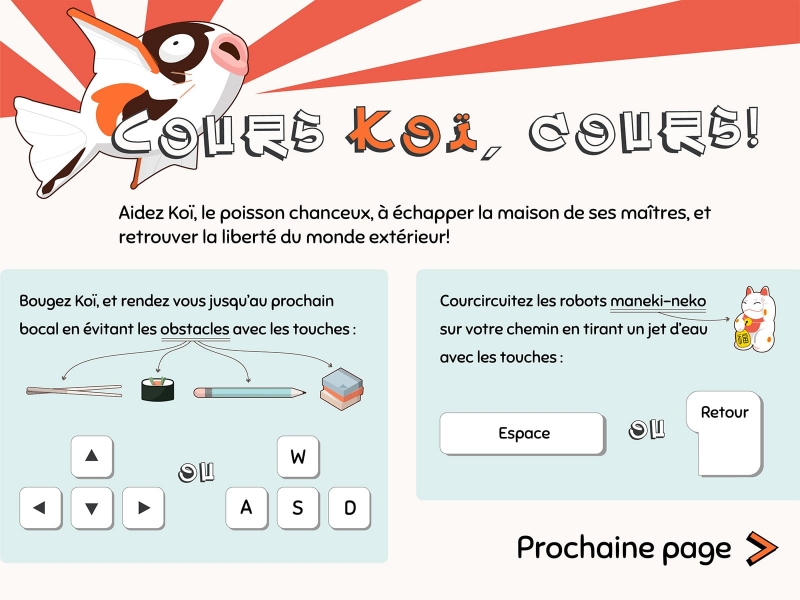 COURS KOÏ, COURS!
Aidez Koï, le poisson chanceux, à échapper la maison de ses maîtres, et
retrouver la liberté du monde extérieur!
Bougez Koï, et rendez vous jusqu'au prochain
bocal en évitant les obstacles avec les touches :
ou
W
A S D
Courcircuitez les robots maneki-neko
sur votre chemin en tirant un jet d'eau
avec les touches :
Espace
ou
Retour
Prochaine page